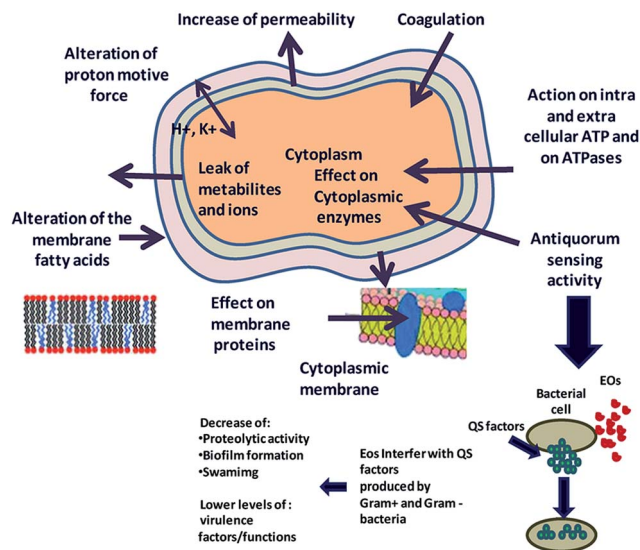 Increase of permeability
Coagulation
Alteration of
proton motive
force
H+, K+
Action on intra
and extra
cellular ATP and
on ATPases
Leak of
metabilites
and ions
Cytoplasm
Effect on
Cytoplasmic
enzymes
Alteration of the
membrane
fatty acids
Antiquorum
sensing
activity
Effect on
membrane
proteins
Cytoplasmic
membrane
Bacterial
cell
EOs
QS factors
Decrease of:
•Proteolytic activity
•Biofilm formation
•Swamimg
Lower levels of :
virulence
factors/functions
Eos Interfer with QS
factors
produced by
Gram+ and Gram -
bacteria